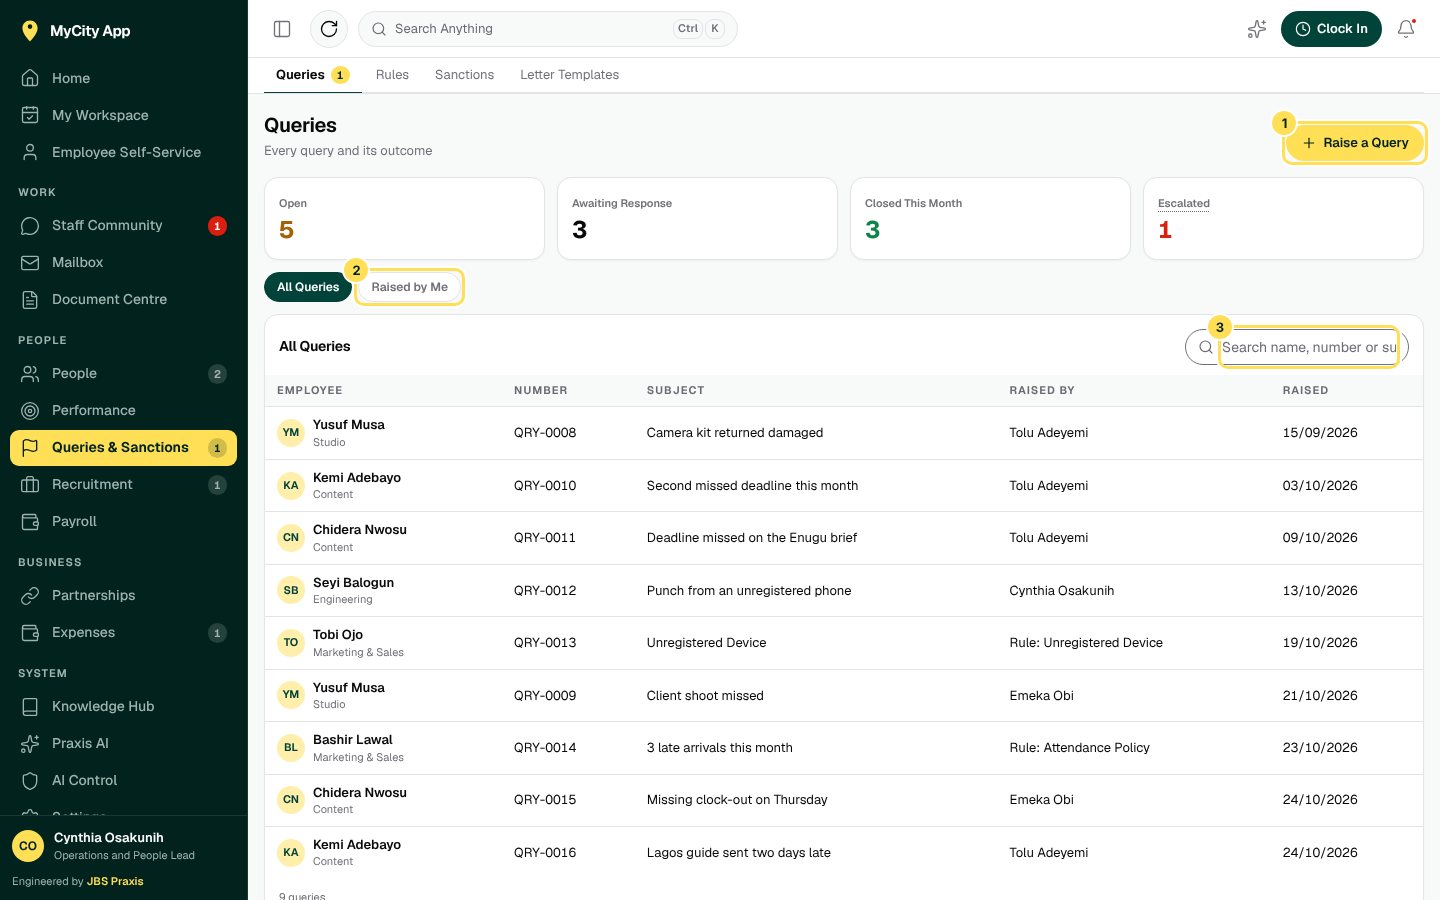 MyCity App
Home
My Workspace
Employee Self-Service
WORK
Staff Community 1
Mailbox
Document Centre
PEOPLE
People 2
Performance
Queries & Sanctions 1
Recruitment 1
Payroll
BUSINESS
Partnerships
Expenses 1
SYSTEM
Knowledge Hub
Praxis AI
AI Control
CO Cynthia Osakunih
Operations and People Lead
Engineered by JBS Praxis
Search Anything Ctrl K
Clock In
Queries 1 Rules Sanctions Letter Templates
Queries
Every query and its outcome
1
+ Raise a Query
Open
5
Awaiting Response
3
Closed This Month
3
Escalated
1
All Queries
2
Raised by Me
All Queries
3
Search name, number or su
EMPLOYEE NUMBER SUBJECT RAISED BY RAISED
YM Yusuf Musa QRY-0008 Camera kit returned damaged Tolu Adeyemi 15/09/2026
Studio
KA Kemi Adebayo QRY-0010 Second missed deadline this month Tolu Adeyemi 03/10/2026
Content
CN Chidera Nwosu QRY-0011 Deadline missed on the Enugu brief Tolu Adeyemi 09/10/2026
Content
SB Seyi Balogun QRY-0012 Punch from an unregistered phone Cynthia Osakunih 13/10/2026
Engineering
TO Tobi Ojo QRY-0013 Unregistered Device Rule: Unregistered Device 19/10/2026
Marketing & Sales
YM Yusuf Musa QRY-0009 Client shoot missed Emeka Obi 21/10/2026
Studio
BL Bashir Lawal QRY-0014 3 late arrivals this month Rule: Attendance Policy 23/10/2026
Marketing & Sales
CN Chidera Nwosu QRY-0015 Missing clock-out on Thursday Emeka Obi 24/10/2026
Content
KA Kemi Adebayo QRY-0016 Lagos guide sent two days late Tolu Adeyemi 24/10/2026
Content
9 queries